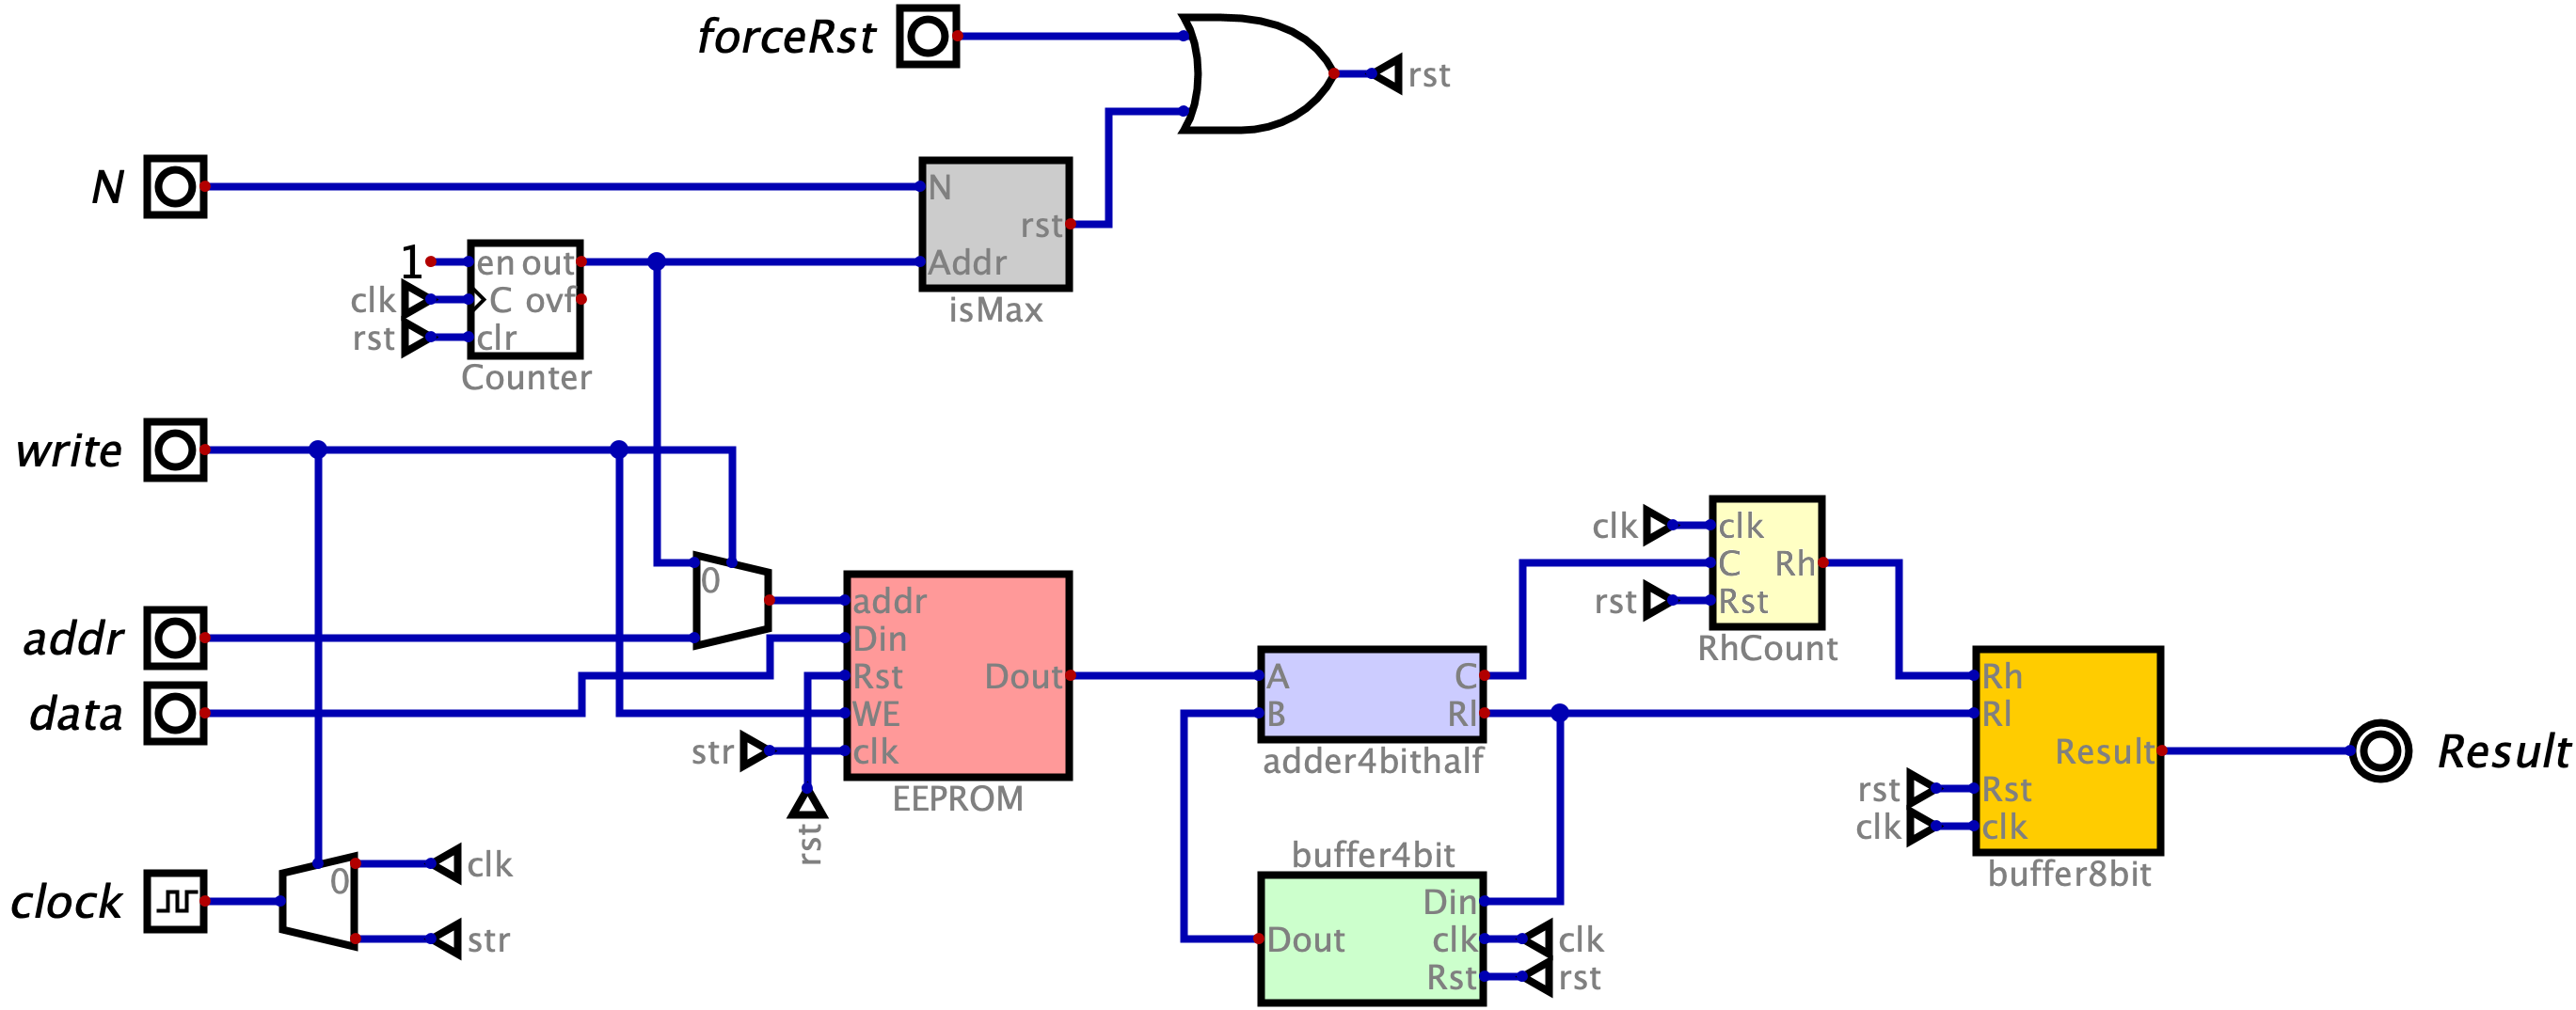 forceRst
rst
N
N
rst
Addr
isMax
1
en out
clk
C ovf
rst
clr
Counter
write
0
addr
data
addr
Din
Rst
WE
clk
Dout
EEPROM
str
rst
clock
0
clk
str
A
B
C
Rl
adder4bithalf
buffer4bit
Din
Dout
clk
clk
Rst
rst
clk
clk
C
Rh
rst
Rst
RhCount
Rh
Rl
Result
rst
Rst
clk
clk
buffer8bit
Result